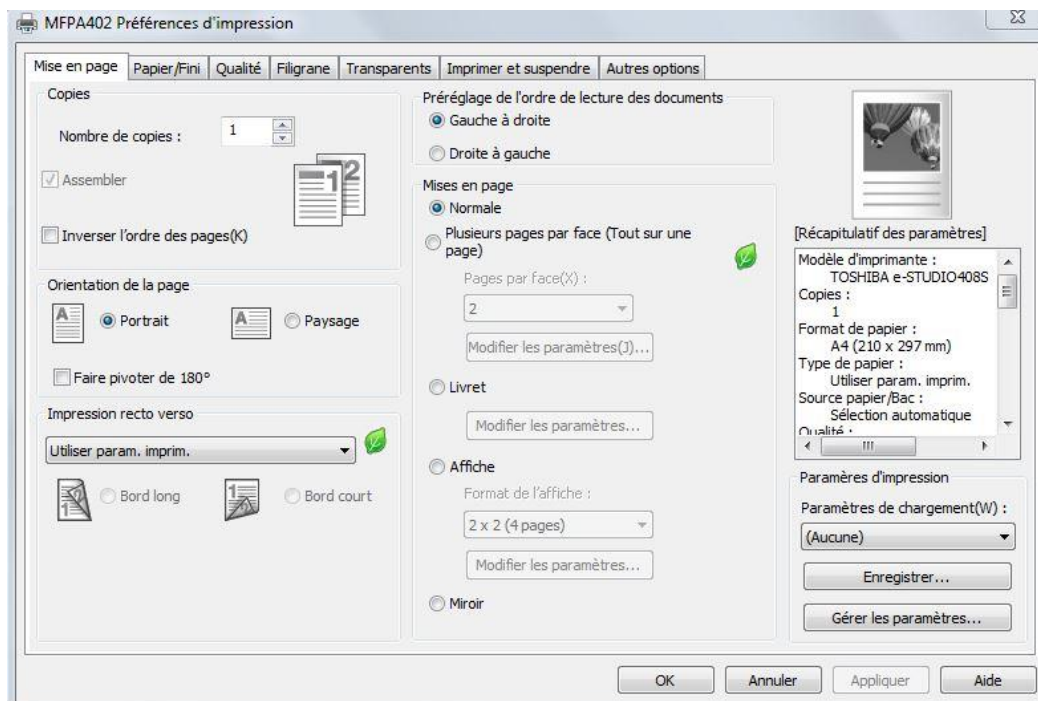 MFPA402 Préférences d'impression
Mise en page
Papier/Fini
Qualité
Filigrane
Transparents
Imprimer et suspendre
Autres options
Copies
Nombre de copies :
1
Assembler
1
2
Inverser l'ordre des pages(K)
Orientation de la page
A
Portrait
A
Paysage
Faire pivoter de 180°
Impression recto verso
Utiliser param. imprim.
1
2
Bord long
1
Bord court
Préréglage de l'ordre de lecture des documents
Gauche à droite
Droite à gauche
Mises en page
Normale
Plusieurs pages par face (Tout sur une
page)
Pages par face(X) :
2
Modifier les paramètres(J)...
Livret
Modifier les paramètres...
Affiche
Format de l'affiche :
2 x 2 (4 pages)
Modifier les paramètres...
Miroir
[Récapitulatif des paramètres]
Modèle d'imprimante :
TOSHIBA e-STUDIO408S
Copies :
1
Format de papier :
A4 (210 x 297 mm)
Type de papier :
Utiliser param. imprim.
Source papier/Bac :
Sélection automatique
Qualité :
Paramères d'impression
Paramètres de chargement(W) :
(Aucune)
Enregistrer...
Gérer les paramètres...
OK
Annuler
Appliquer
Aide